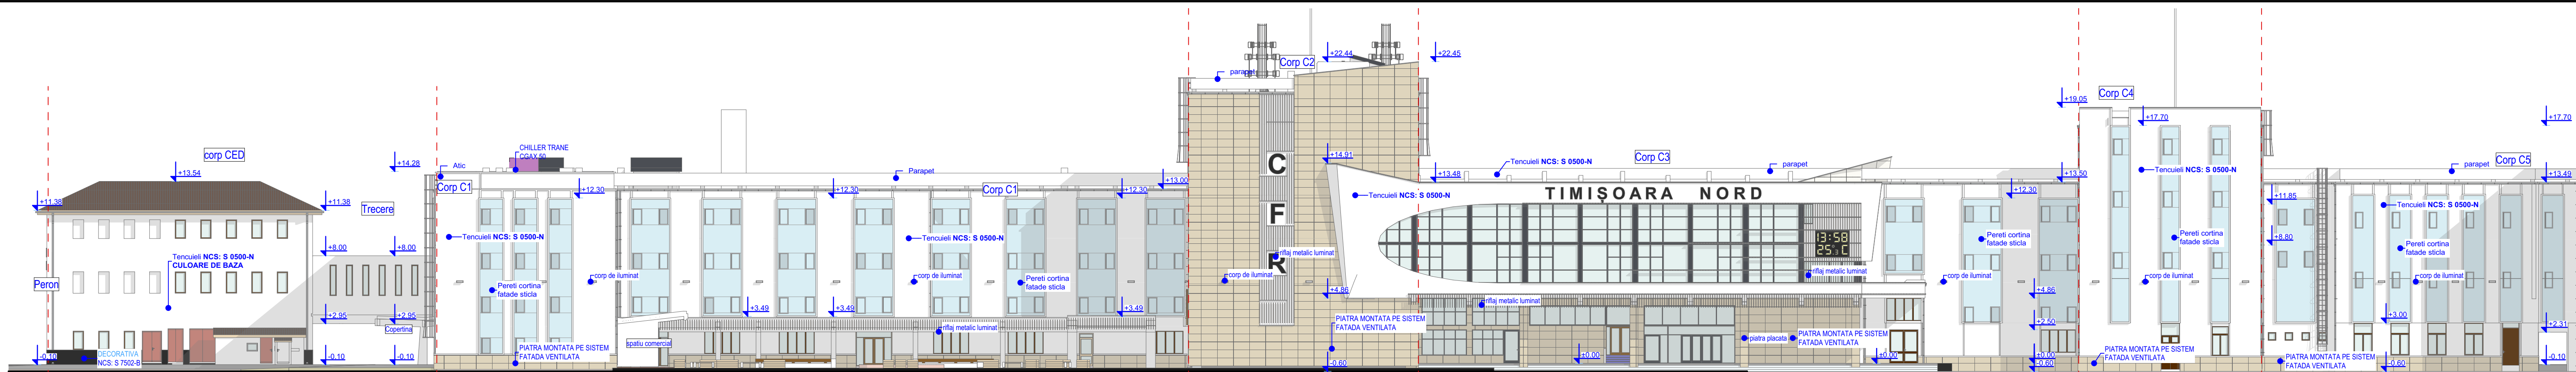 Peron
+11.38
-0.10
corp CED
+13.54
Tencuieli NCS: S 0500-N
CULOARE DE BAZA
DECORATIVA
NCS: S 7502-B
+11.38
+8.00
+2.95
-0.10
Trecere
+14.28
+8.00
+2.95
Copertina
-0.10
Atic
Corp C1
CHILLER TRANE
CGAX 50
Tencuieli NCS: S 0500-N
Pereti cortina
fatade sticla
PIATRA MONTATA PE SISTEM
FATADA VENTILATA
+12.30
corp de iluminat
spatiu comercial
+3.49
+12.30
+3.49
Parapet
Tencuieli NCS: S 0500-N
corp de iluminat
riflaj metalic luminat
Corp C1
Pereti cortina
fatade sticla
+12.30
+3.49
+13.00
parapet
Corp C2
+22.44
C
F
R
riflaj metalic luminat
corp de iluminat
+14.91
Tencuieli NCS: S 0500-N
+4.86
PIATRA MONTATA PE SISTEM
FATADA VENTILATA
-0.60
+22.45
+13.48
Tencuieli NCS: S 0500-N
Corp C3
parapet
TIMIȘOARA NORD
13:58
25°C
riflaj metalic luminat
riflaj metalic luminat
piatra placata
PIATRA MONTATA PE SISTEM
FATADA VENTILATA
±0.00
±0.00
corp de iluminat
Pereti cortina
fatade sticla
+12.30
+19.05
+13.50
+4.86
+2.50
±0.00
-0.60
Corp C4
+17.70
Tencuieli NCS: S 0500-N
Pereti cortina
fatade sticla
corp de iluminat
PIATRA MONTATA PE SISTEM
FATADA VENTILATA
+11.85
+8.80
PIATRA MONTATA PE SISTEM
FATADA VENTILATA
Tencuieli NCS: S 0500-N
Pereti cortina
fatade sticla
corp de iluminat
+3.00
-0.60
parapet
Corp C5
+17.70
+13.49
+2.31
-0.10